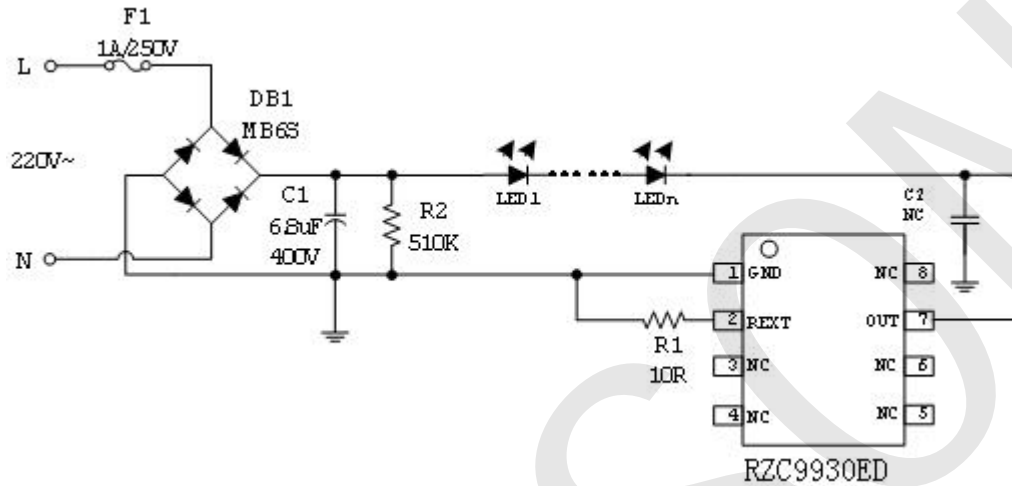 F1
1A/250V
L
DB1
MB6S
220V~
N
C1
6.8uF
400V
R2
510K
LED1
LEDn
C2
NC
1 GND
NC 8
2 REXT
OUT 7
3 NC
NC 6
4 NC
NC 5
R1
10R
RZC9930ED